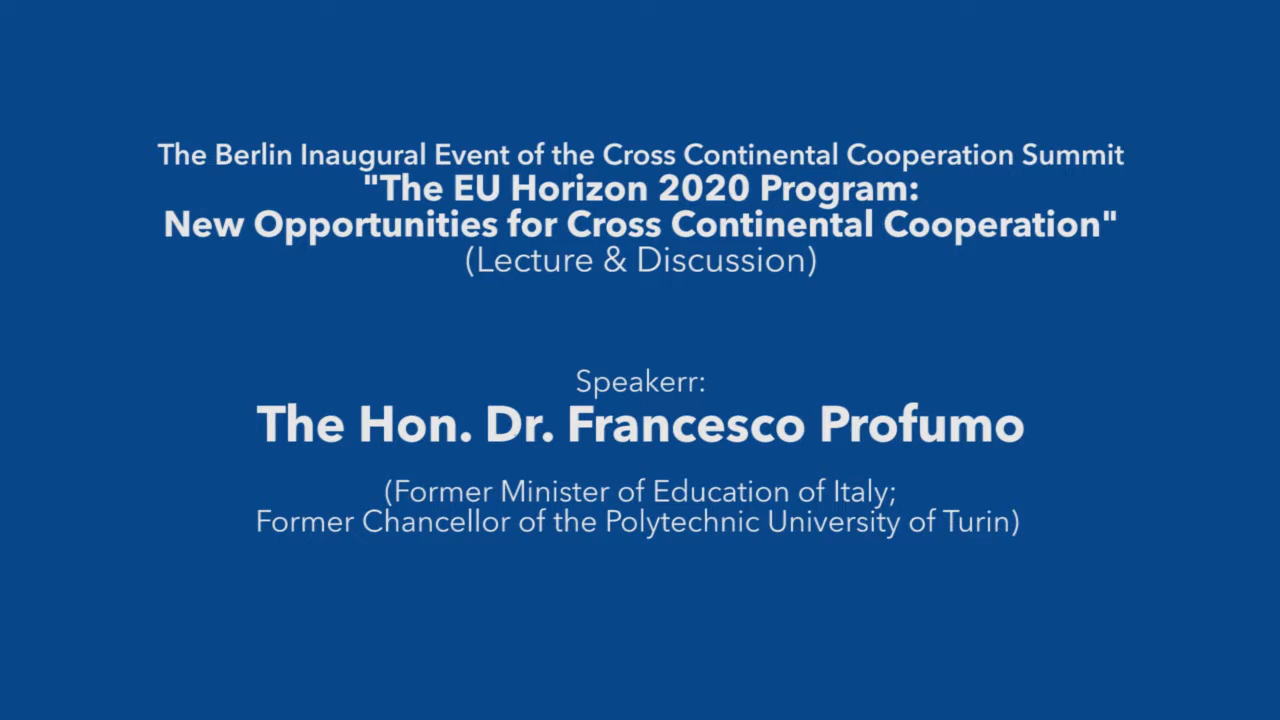 The Berlin Inaugural Event of the Cross Continental Cooperation Summit
"The EU Horizon 2020 Program:
New Opportunities for Cross Continental Cooperation"
(Lecture & Discussion)
Speakerr:
The Hon. Dr. Francesco Profumo
(Former Minister of Education of Italy;
Former Chancellor of the Polytechnic University of Turin)